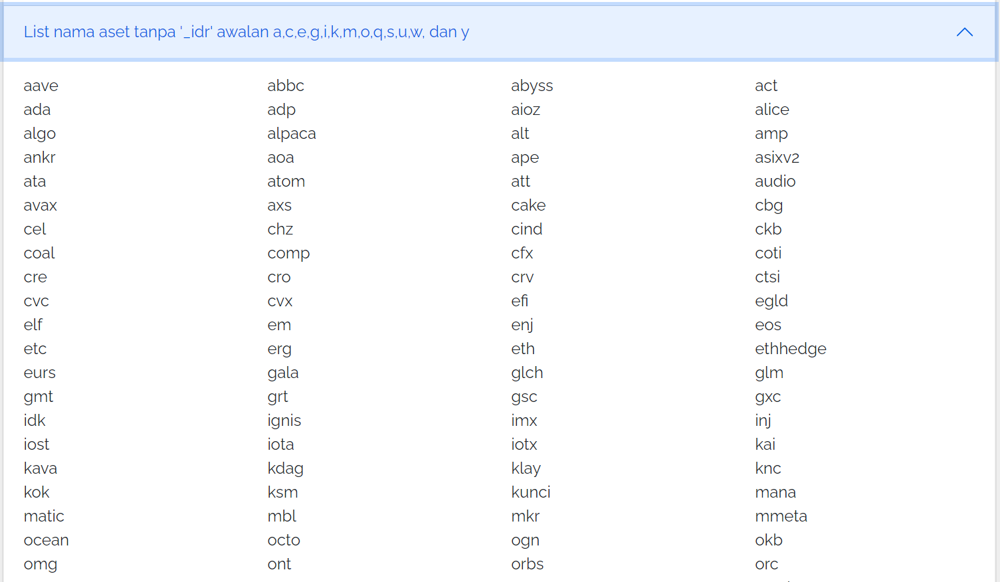 List nama aset tanpa '_idr' awalan a,c,e,g,i,k,m,o,q,s,u,w, dan y
aave abbc abyss act
ada adp aioz alice
algo alpaca alt amp
ankr aoa ape asixv2
ata atom att audio
avax axs cake cbg
cel chz cind ckb
coal comp cfx coti
cre cro crv ctsi
cvc cvx efi egld
elf em enj eos
etc erg eth ethhedge
eurs gala glch glm
gmt grt gsc gxc
idk ignis imx inj
iost iota iotx kai
kava kdag klay knc
kok ksm kunci mana
matic mbl mkr mmeta
ocean octo ogn okb
omg ont orbs orc